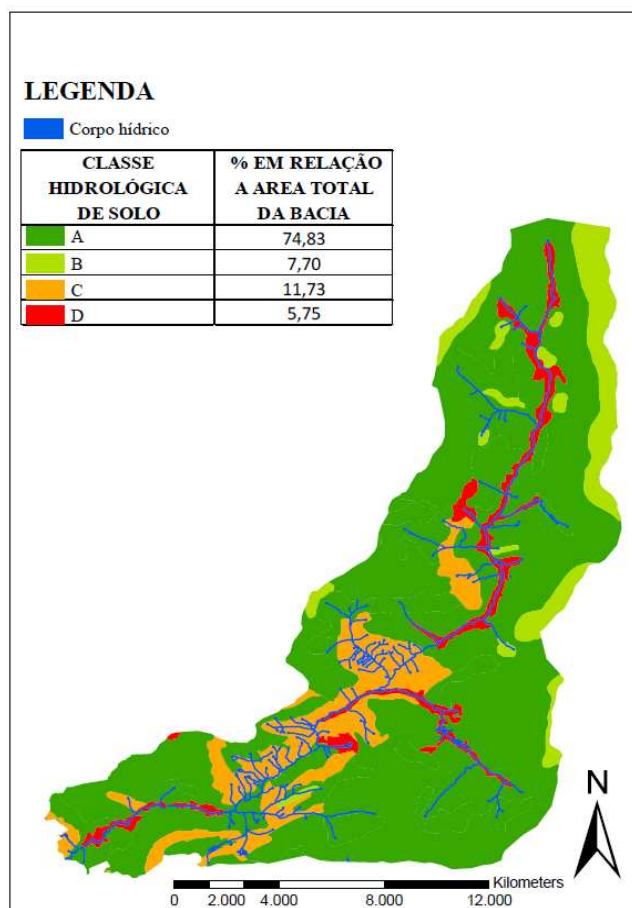 LEGENDA
Corpo hídrico
CLASSE HIDROLÓGICA DE SOLO % EM RELAÇÃO A AREA TOTAL DA BACIA
A 74,83
B 7,70
C 11,73
D 5,75
N
Kilometers
0 2.000 4.000 8.000 12.000